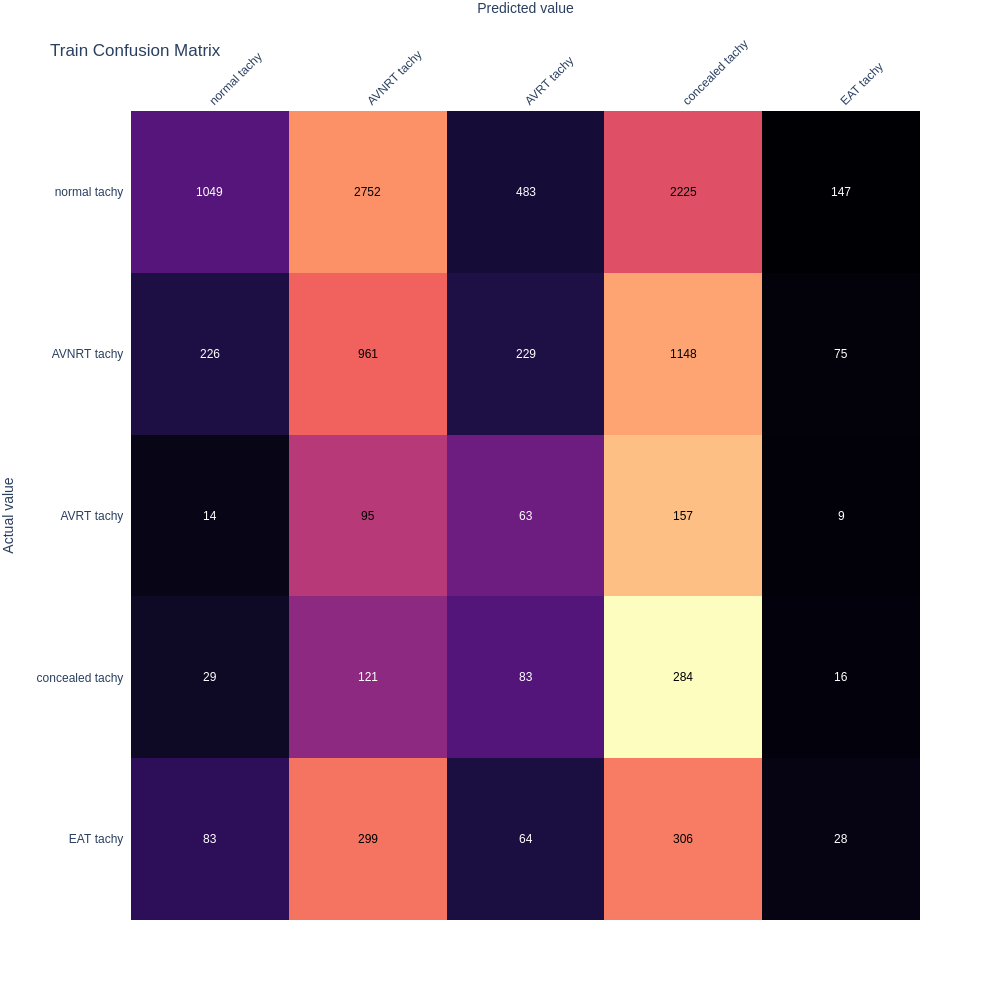 Predicted value
Train Confusion Matrix
normal tachy AVNRT tachy AVRT tachy concealed tachy EAT tachy
normal tachy 1049 2752 483 2225 147
AVNRT tachy 226 961 229 1148 75
Actual value
AVRT tachy 14 95 63 157 9
concealed tachy 29 121 83 284 16
EAT tachy 83 299 64 306 28